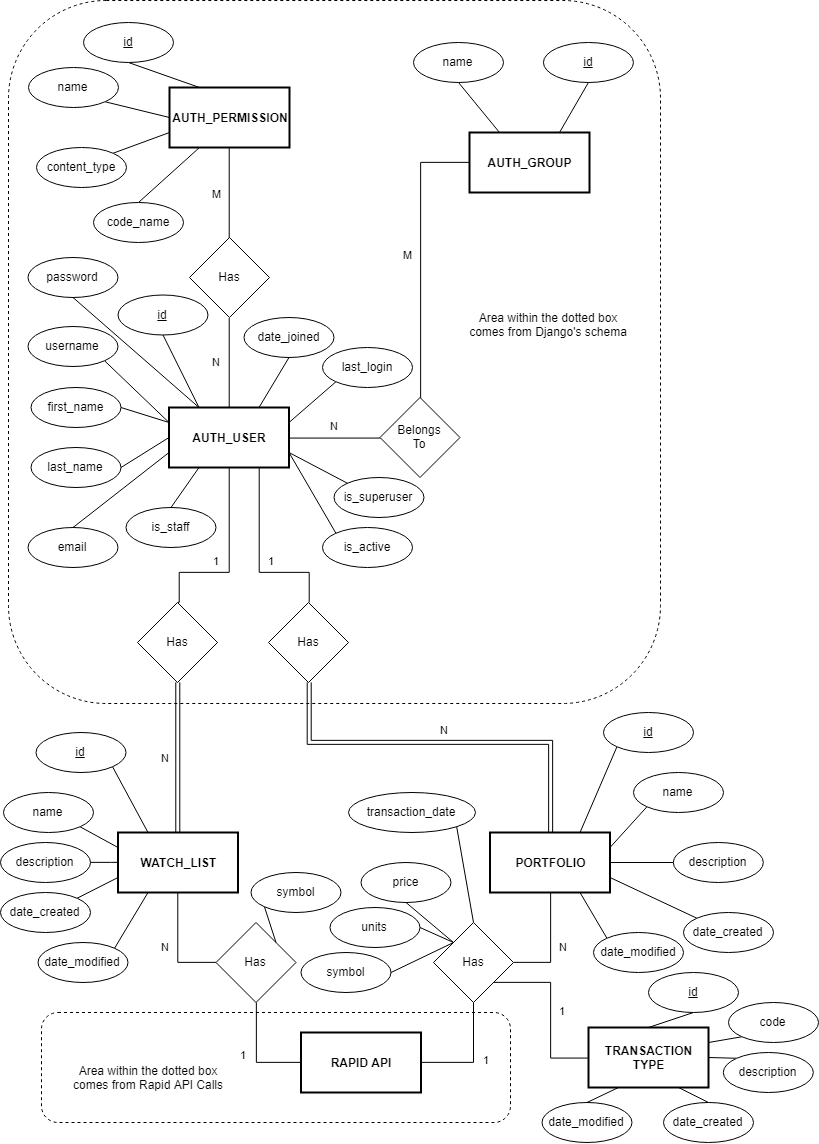 id
name
id
name
AUTH_PERMISSION
AUTH_GROUP
content_type
M
code_name
M
password
Has
id
Area within the dotted box
comes from Django's schema
date_joined
username
N
last_login
first_name
N
Belongs
To
AUTH_USER
last_name
is_superuser
is_staff
email
is_active
1
1
Has
Has
N
id
id
N
name
name
transaction_date
WATCH_LIST
PORTFOLIO
description
description
price
symbol
date_created
units
date_created
N
N
date_modified
Has
symbol
Has
date_modified
id
1
code
1
1
RAPID API
TRANSACTION
TYPE
Area within the dotted box
comes from Rapid API Calls
description
date_modified
date_created